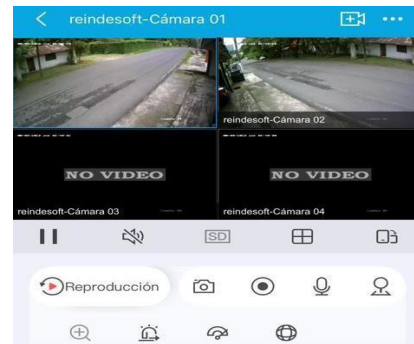 reindesoft-Cámara 01
reindesoft-Cámara 02
NO VIDEO
NO VIDEO
reindesoft-Cámara 03
reindesoft-Cámara 04
SD
Reproducción